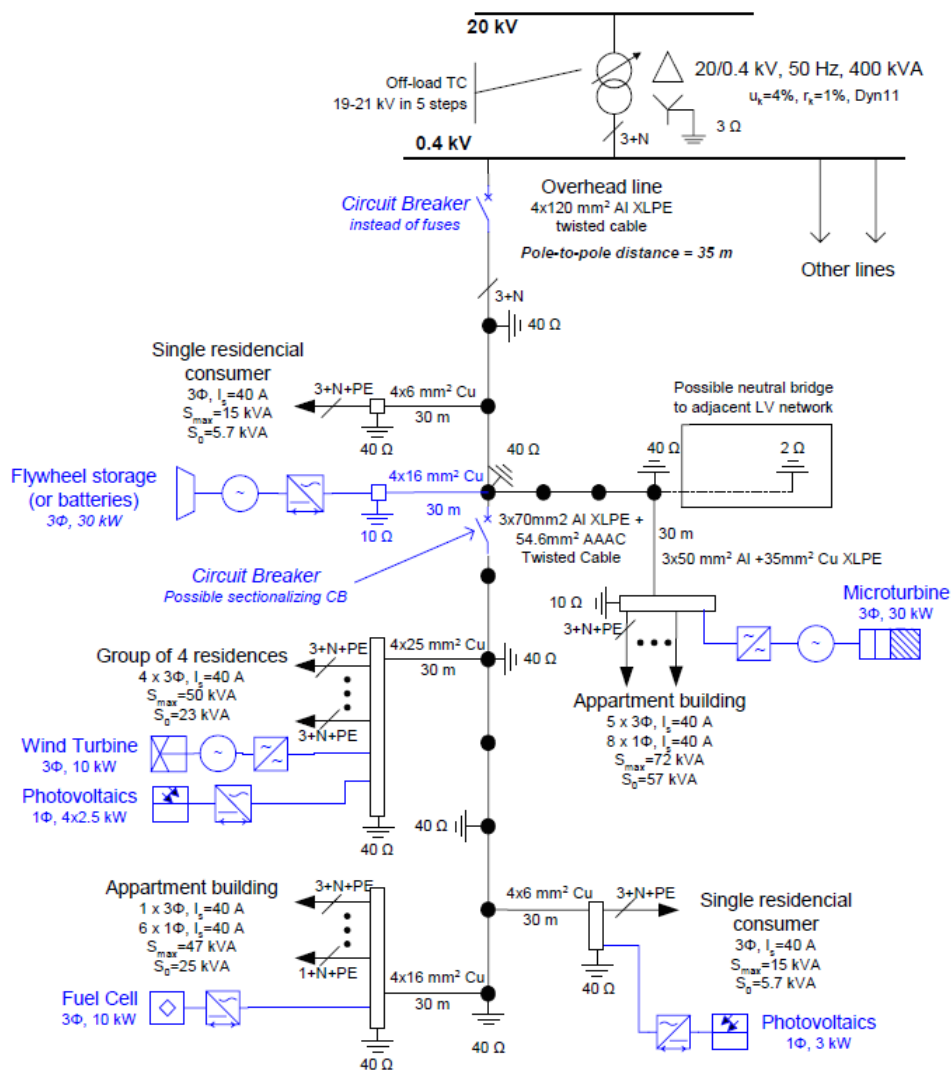 20 kV
Off-load TC
19-21 kV in 5 steps
20/0.4 kV, 50 Hz, 400 kVA
uk=4%, rk=1%, Dyn11
3 Ω
3+N
0.4 kV
Circuit Breaker
instead of fuses
Overhead line
4x120 mm² Al XLPE
twisted cable
Pole-to-pole distance = 35 m
Other lines
3+N
40 Ω
Single residencial
consumer
3Φ, Is=40 A
Smax=15 kVA
S0=5.7 kVA
3+N+PE
4x6 mm² Cu
30 m
40 Ω
Possible neutral bridge
to adjacent LV network
40 Ω
40 Ω
2 Ω
Flywheel storage
(or batteries)
3Φ, 30 kW
~
4x16 mm² Cu
30 m
10 Ω
3x70mm2 Al XLPE +
54.6mm² AAAC
Twisted Cable
30 m
3x50 mm² Al +35mm² Cu XLPE
Circuit Breaker
Possible sectionalizing CB
10 Ω
3+N+PE
Microturbine
3Φ, 30 kW
~
~
~
Appartment building
5 x 3Φ, Is=40 A
8 x 1Φ, Is=40 A
Smax=72 kVA
S0=57 kVA
Group of 4 residences
4 x 3Φ, Is=40 A
Smax=50 kVA
S0=23 kVA
3+N+PE
3+N+PE
4x25 mm² Cu
30 m
40 Ω
Wind Turbine
3Φ, 10 kW
~
~
~
Photovoltaics
1Φ, 4x2.5 kW
40 Ω
40 Ω
Appartment building
1 x 3Φ, Is=40 A
6 x 1Φ, Is=40 A
Smax=47 kVA
S0=25 kVA
3+N+PE
1+N+PE
4x16 mm² Cu
30 m
Fuel Cell
3Φ, 10 kW
40 Ω
40 Ω
4x6 mm² Cu
30 m
3+N+PE
40 Ω
Single residencial
consumer
3Φ, Is=40 A
Smax=15 kVA
S0=5.7 kVA
Photovoltaics
1Φ, 3 kW